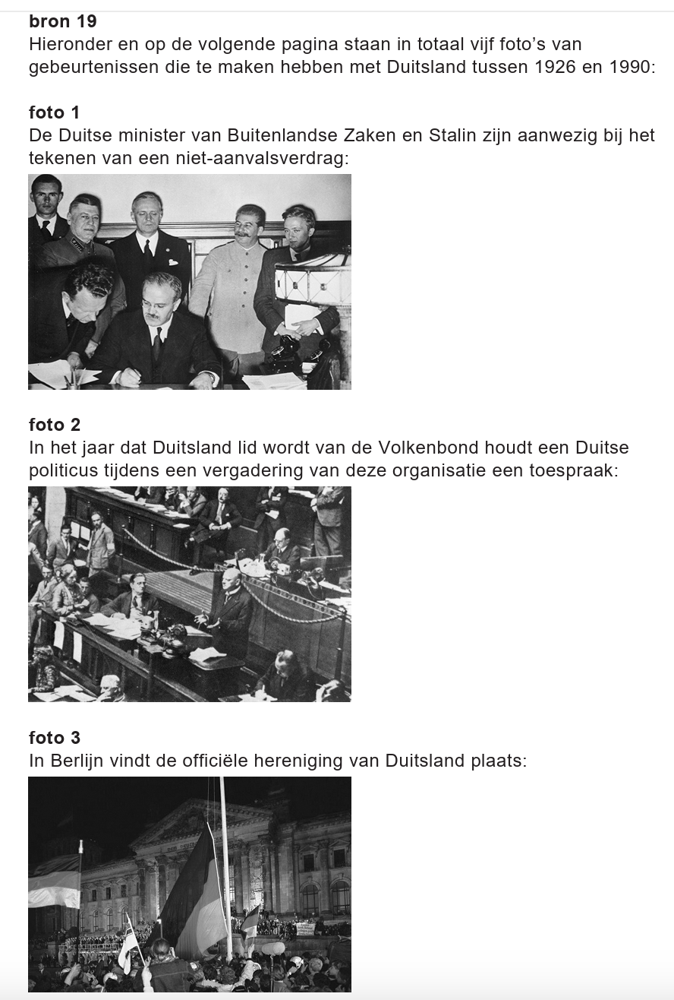 bron 19
Hieronder en op de volgende pagina staan in totaal vijf foto’s van
gebeurtenissen die te maken hebben met Duitsland tussen 1926 en 1990:
foto 1
De Duitse minister van Buitenlandse Zaken en Stalin zijn aanwezig bij het
tekenen van een niet-aanvalsverdrag:
foto 2
In het jaar dat Duitsland lid wordt van de Volkenbond houdt een Duitse
politicus tijdens een vergadering van deze organisatie een toespraak:
foto 3
In Berlijn vindt de officiële hereniging van Duitsland plaats: